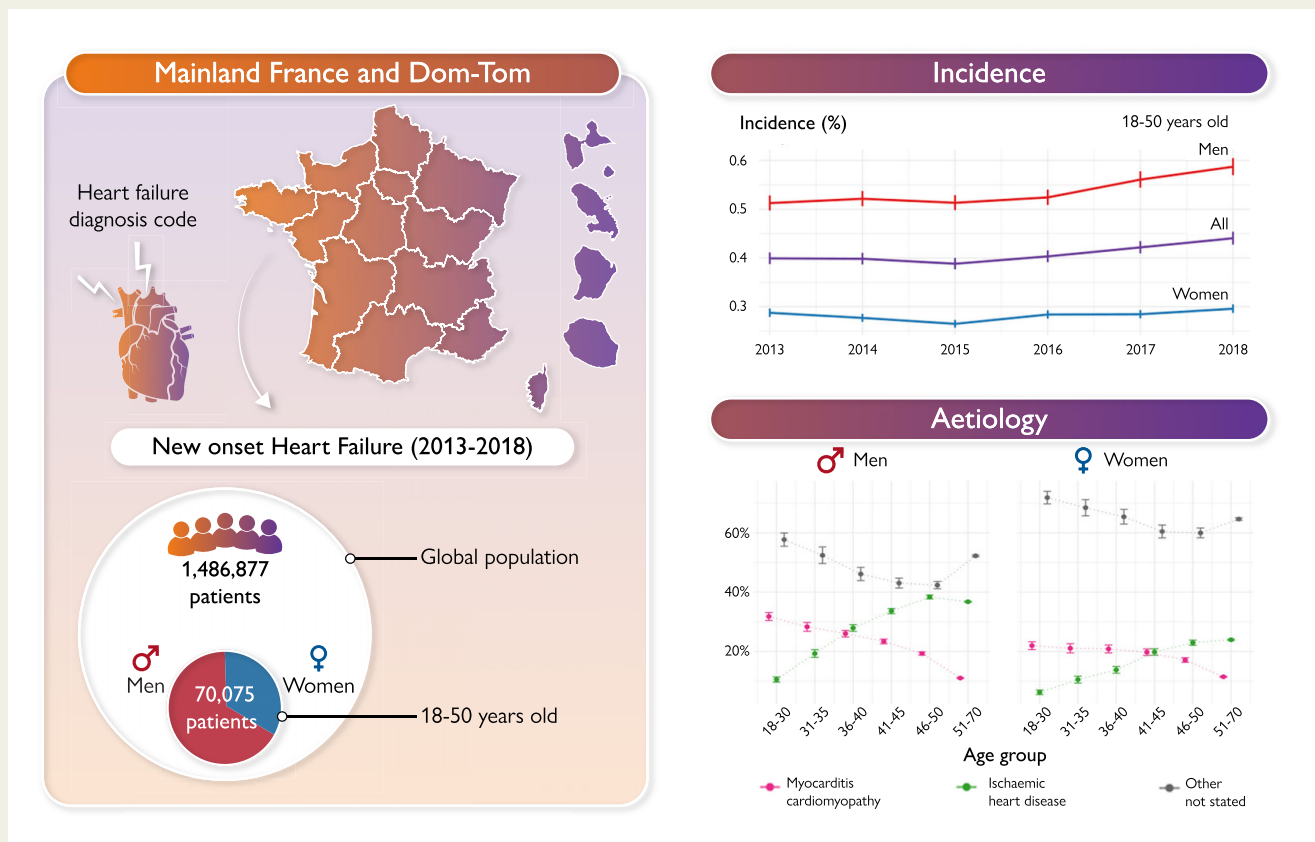 Mainland France and Dom-Tom
Heart failure
diagnosis code
New onset Heart Failure (2013-2018)
1,486,877
patients
Global population
Men
Women
70,075
patients
18-50 years old
Incidence
Incidence (%)
18-50 years old
Men
0.6
0.5
All
0.4
Women
0.3
2013 2014 2015 2016 2017 2018
Aetiology
Men
Women
60%
40%
20%
18-30 31-35 36-40 41-45 46-50 51-70
18-30 31-35 36-40 41-45 46-50 51-70
Age group
Myocarditis
cardiomyopathy
Ischaemic
heart disease
Other
not stated